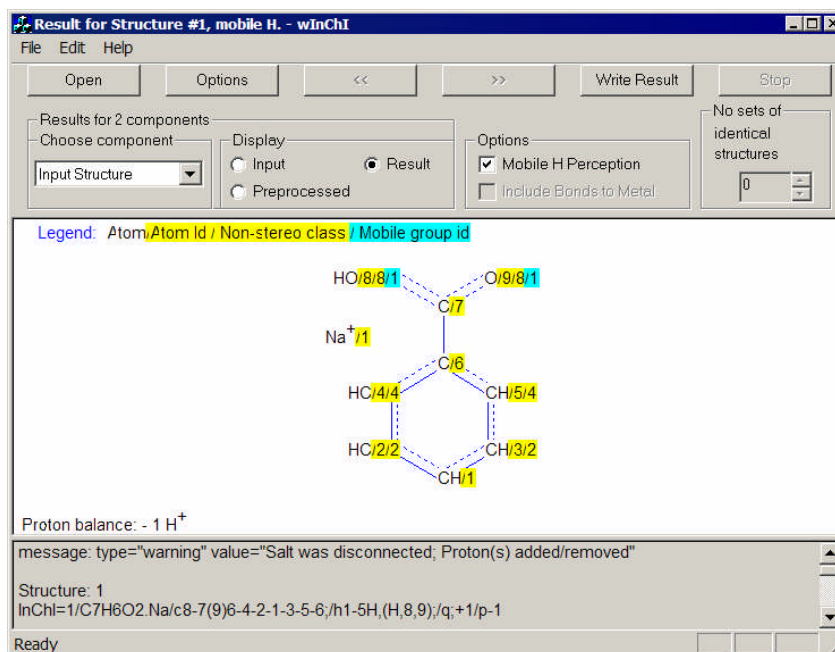 Result for Structure #1, mobile H. - wInChI
File Edit Help
Open Options << >> Write Result Stop
Results for 2 components
Choose component Display Options No sets of identical structures
Input Structure Input Result Mobile H Perception 0
Preprocessed Include Bonds to Metal
Legend: Atom/Atom Id / Non-stereo class / Mobile group id
HO/8/8/1 O/9/8/1
C/7
Na+/1
C/6
HC/4/4 CH/5/4
HC/2/2 CH/3/2
CH/1
Proton balance: - 1 H+
message: type="warning" value="Salt was disconnected; Proton(s) added/removed"
Structure: 1
InChI=1/C7H6O2.Na/c8-7(9)6-4-2-1-3-5-6;/h1-5H,(H,8,9);/q;+1/p-1
Ready